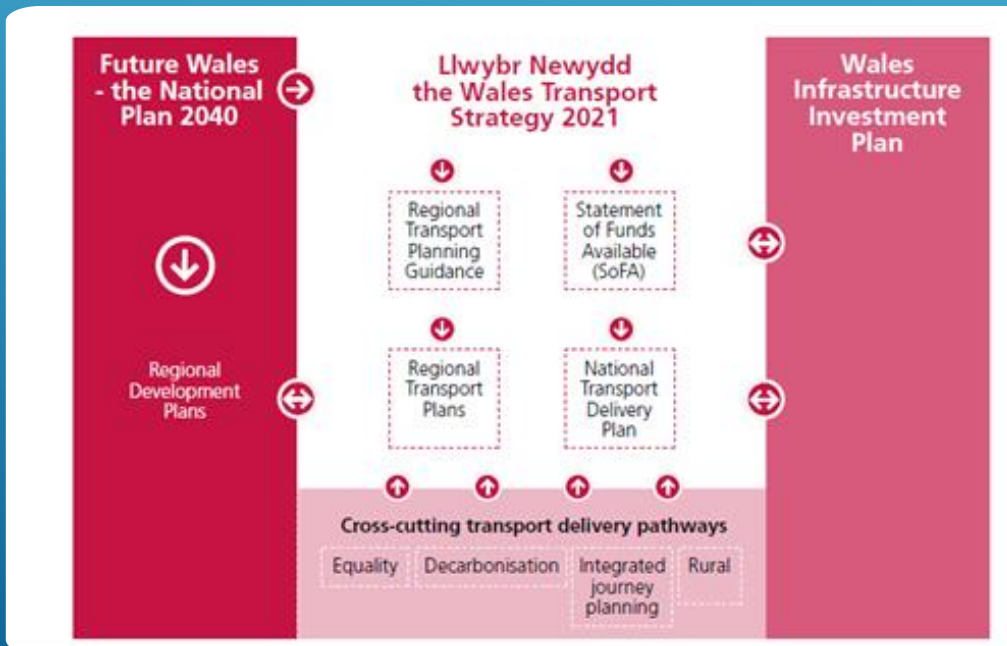 Future Wales
- the National
Plan 2040
Llwybr Newydd
the Wales Transport
Strategy 2021
Wales
Infrastructure
Investment
Plan
Regional
Transport
Planning
Guidance
Statement
of Funds
Available
(SoFA)
Regional
Development
Plans
Regional
Transport
Plans
National
Transport
Delivery
Plan
Cross-cutting transport delivery pathways
Equality
Decarbonisation
Integrated
journey
planning
Rural